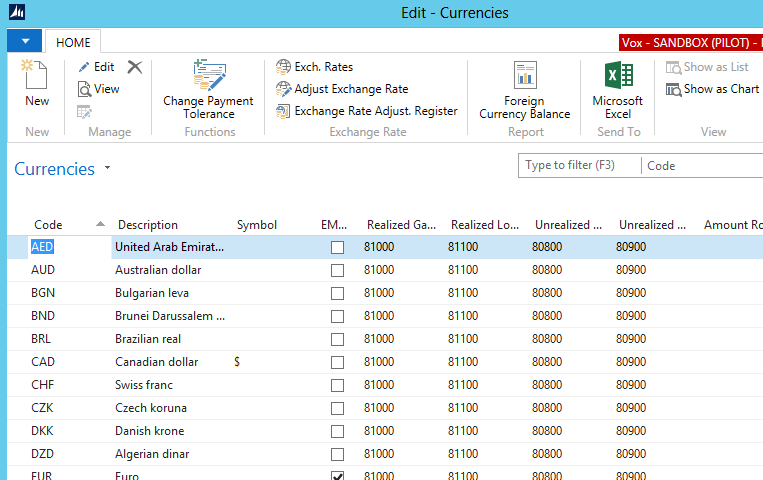 Edit - Currencies
HOME
Vox - SANDBOX (PILOT) -
New
Edit
View
Change Payment
Tolerance
Exch. Rates
Adjust Exchange Rate
Exchange Rate Adjust. Register
Foreign
Currency Balance
Microsoft
Excel
Show as List
Show as Chart
New
Manage
Functions
Exchange Rate
Report
Send To
View
Currencies
Type to filter (F3)
Code
Code Description Symbol EM... Realized Ga... Realized Lo... Unrealized ... Unrealized ... Amount Ro
AED United Arab Emirat... 81000 81100 80800 80900
AUD Australian dollar 81000 81100 80800 80900
BGN Bulgarian leva 81000 81100 80800 80900
BND Brunei Darussalem ... 81000 81100 80800 80900
BRL Brazilian real 81000 81100 80800 80900
CAD Canadian dollar $ 81000 81100 80800 80900
CHF Swiss franc 81000 81100 80800 80900
CZK Czech koruna 81000 81100 80800 80900
DKK Danish krone 81000 81100 80800 80900
DZD Algerian dinar 81000 81100 80800 80900
EUR Euro 81000 81100 80800 80900